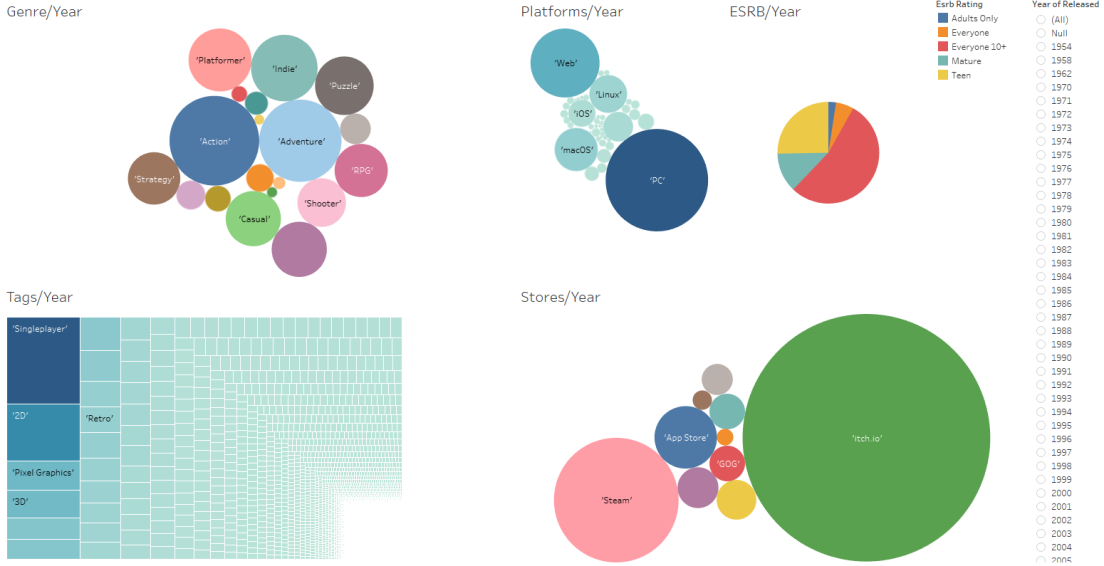 Genre/Year
'Platformer'
'Indie'
'Puzzle'
'Action'
'Adventure'
'Strategy'
'RPG'
'Shooter'
'Casual'
Platforms/Year
'Web'
'Linux'
'iOS'
'macOS'
'PC'
ESRB/Year
Esrb Rating
Adults Only
Everyone
Everyone 10+
Mature
Teen
Year of Released
(All)
Null
1954
1958
1962
1970
1971
1972
1973
1974
1975
1976
1977
1978
1979
1980
1981
1982
1983
1984
1985
1986
1987
1988
1989
1990
1991
1992
1993
1994
1995
1996
1997
1998
1999
2000
2001
2002
2003
2004
2005
Tags/Year
'Singleplayer'
'2D'
'Retro'
'Pixel Graphics'
'3D'
Stores/Year
'App Store'
'itch.io'
'GOG'
'Steam'